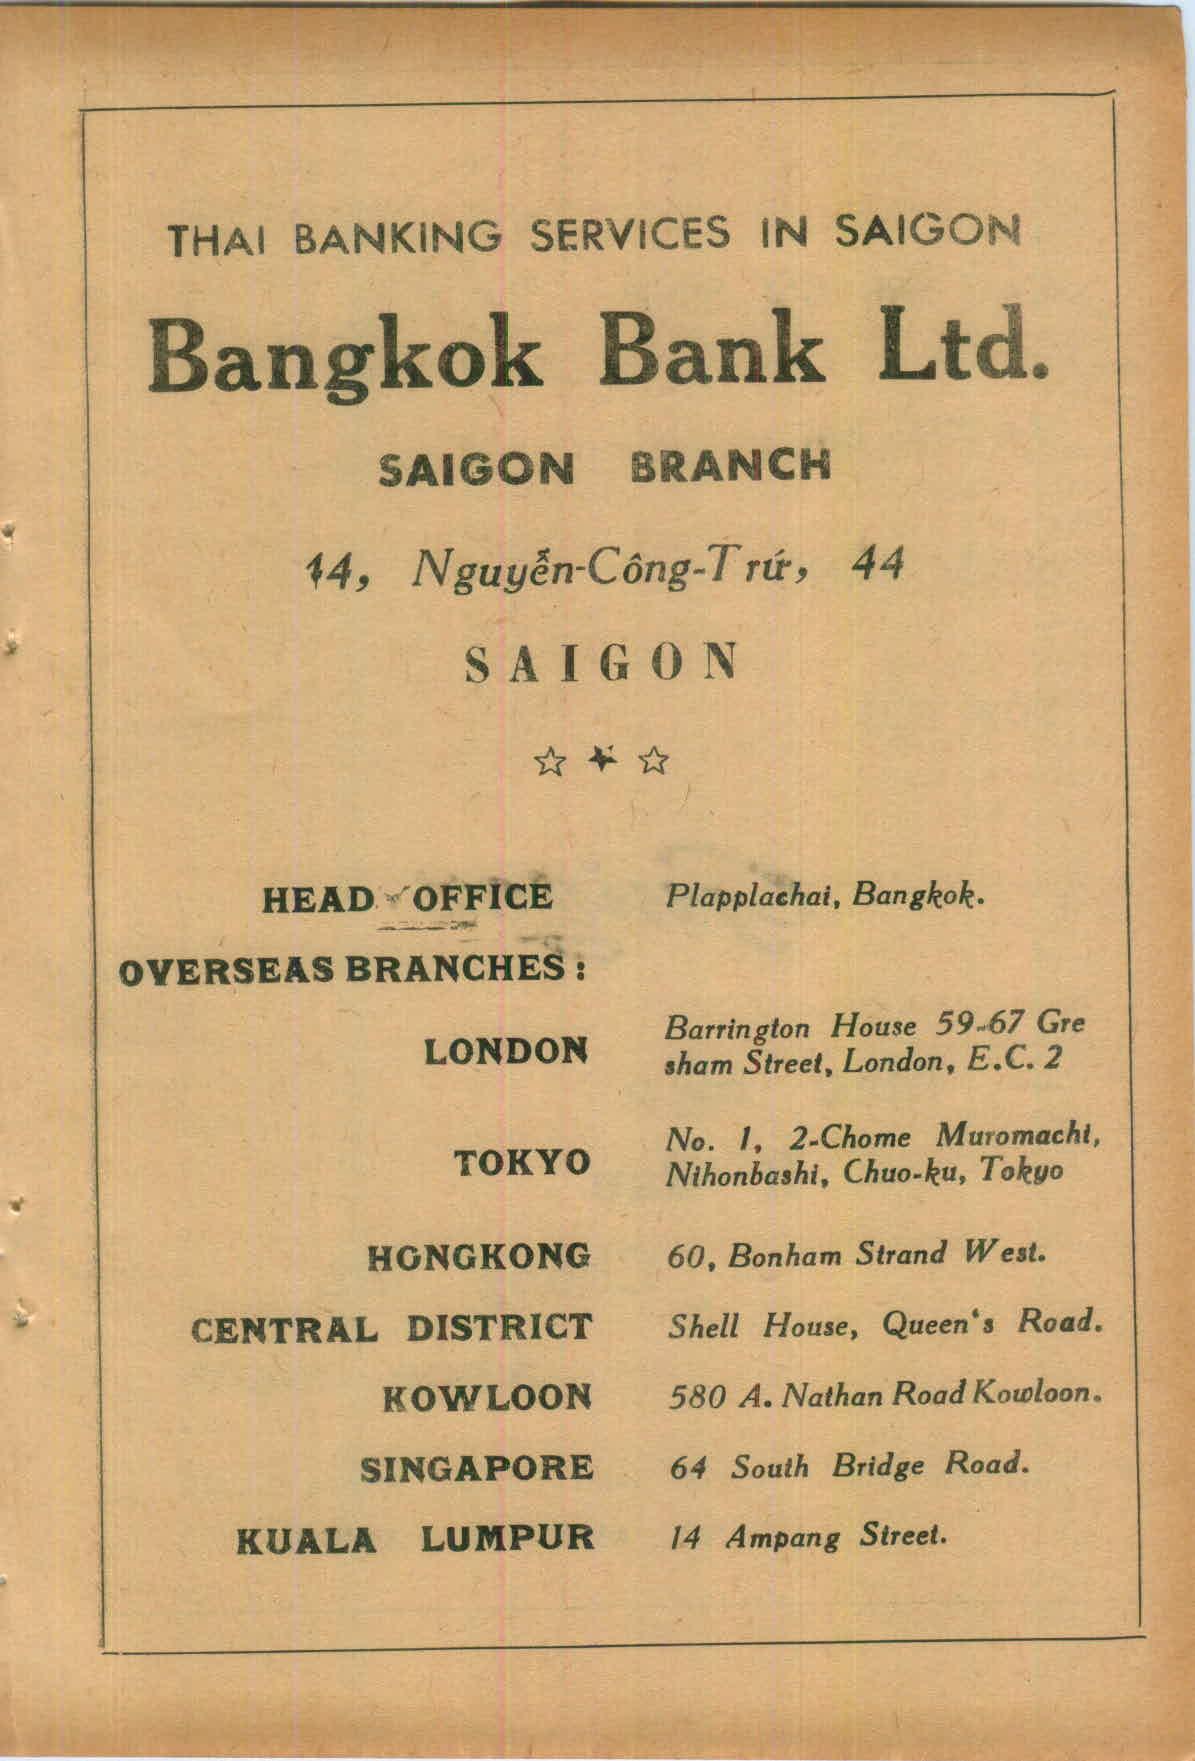 THAI BANKING SERVICES IN SAIGON
Bangkok Bank Ltd.
SAIGON BRANCH
44, Nguyễn-Công-Trứ, 44
SAIGON
HEAD OFFICE Plapplachai, Bangkok.
OVERSEAS BRANCHES :
LONDON Barrington House 59-67 Gre
sham Street, London, E.C. 2
TOKYO No. 1, 2-Chome Muromachi,
Nihonbashi, Chuo-ku, Tokyo
HONGKONG 60, Bonham Strand West.
CENTRAL DISTRICT Shell House, Queen's Road.
KOWLOON 580 A. Nathan Road Kowloon.
SINGAPORE 64 South Bridge Road.
KUALA LUMPUR 14 Ampang Street.